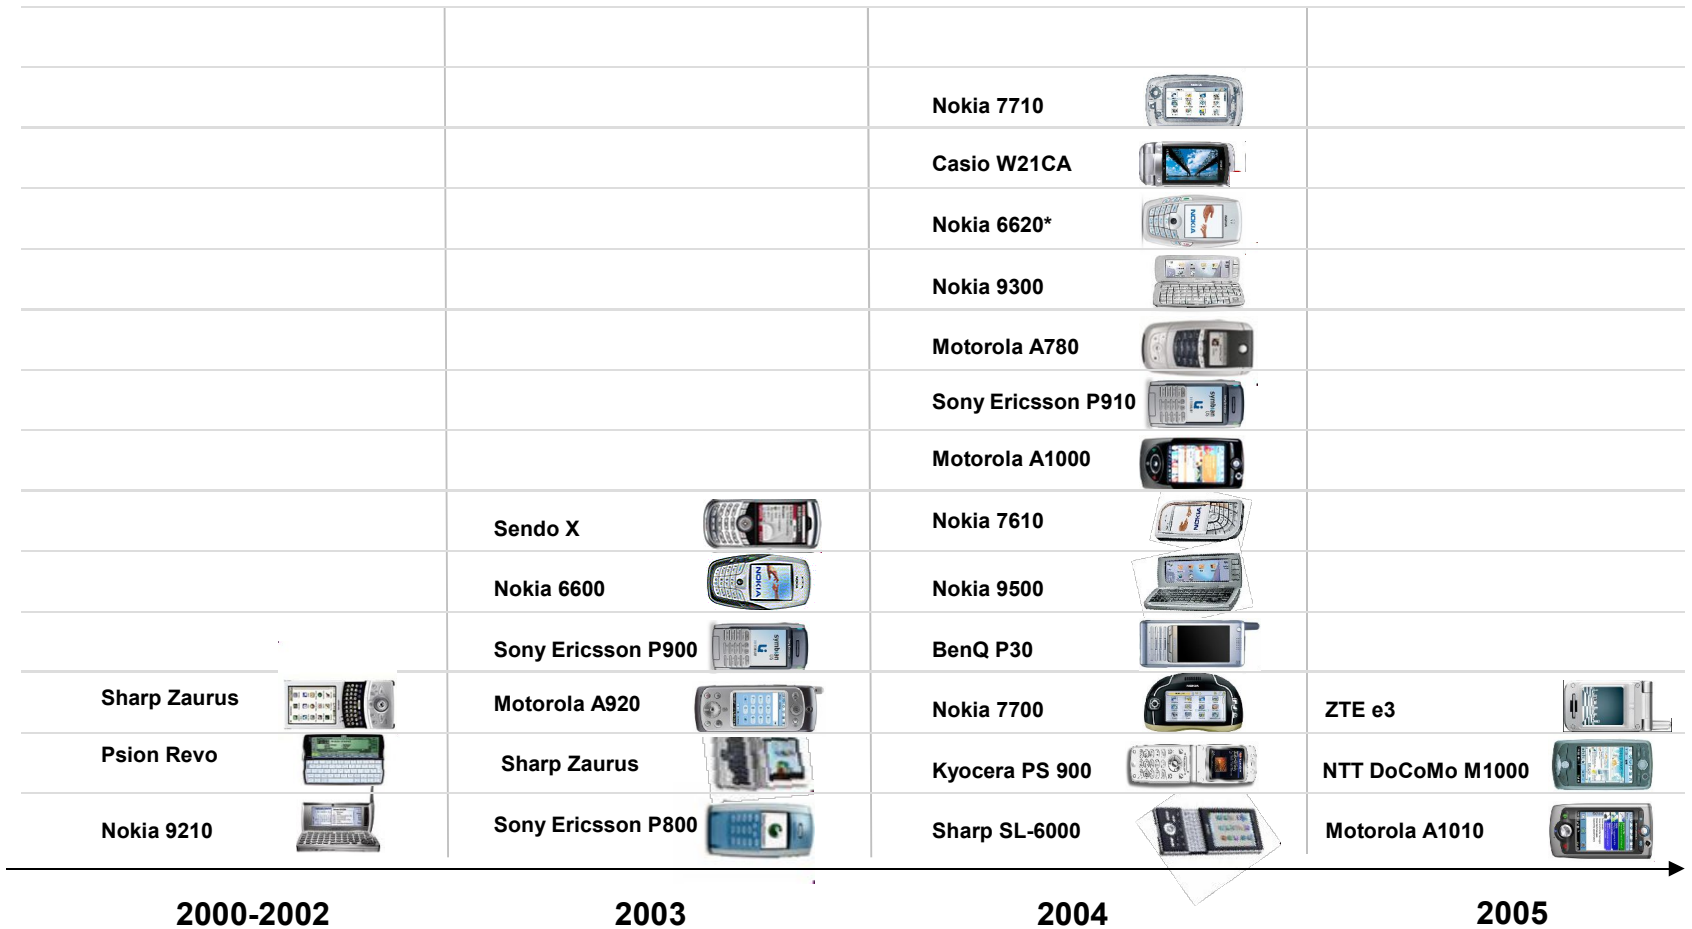 Nokia 7710
Casio W21CA
Nokia 6620*
Nokia 9300
Motorola A780
Sony Ericsson P910
Motorola A1000
Sendo X
Nokia 7610
Nokia 6600
Nokia 9500
Sony Ericsson P900
BenQ P30
Sharp Zaurus
Motorola A920
Nokia 7700
ZTE e3
Psion Revo
Sharp Zaurus
Kyocera PS 900
NTT DoCoMo M1000
Nokia 9210
Sony Ericsson P800
Sharp SL-6000
Motorola A1010
2000-2002
2003
2004
2005